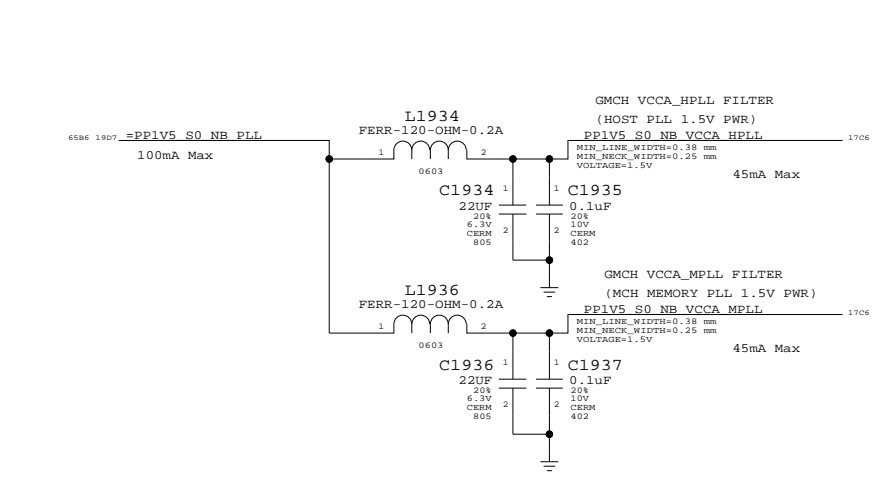 GMCH VCCA_HPLL FILTER
(HOST PLL 1.5V PWR)
65B6 19D7 =PP1V5_S0_NB_PLL
100mA Max
L1934
FERR-120-OHM-0.2A
1 2
0603
PP1V5_S0_NB_VCCA_HPLL 17C6
MIN_LINE_WIDTH=0.38 mm
MIN_NECK_WIDTH=0.25 mm
VOLTAGE=1.5V
45mA Max
C1934 1
22UF
20%
6.3V
CERM
805
2
1 C1935
0.1uF
20%
10V
CERM
402
2
GMCH VCCA_MPLL FILTER
(MCH MEMORY PLL 1.5V PWR)
L1936
FERR-120-OHM-0.2A
1 2
0603
PP1V5_S0_NB_VCCA_MPLL 17C6
MIN_LINE_WIDTH=0.38 mm
MIN_NECK_WIDTH=0.25 mm
VOLTAGE=1.5V
45mA Max
C1936 1
22UF
20%
6.3V
CERM
805
2
1 C1937
0.1uF
20%
10V
CERM
402
2